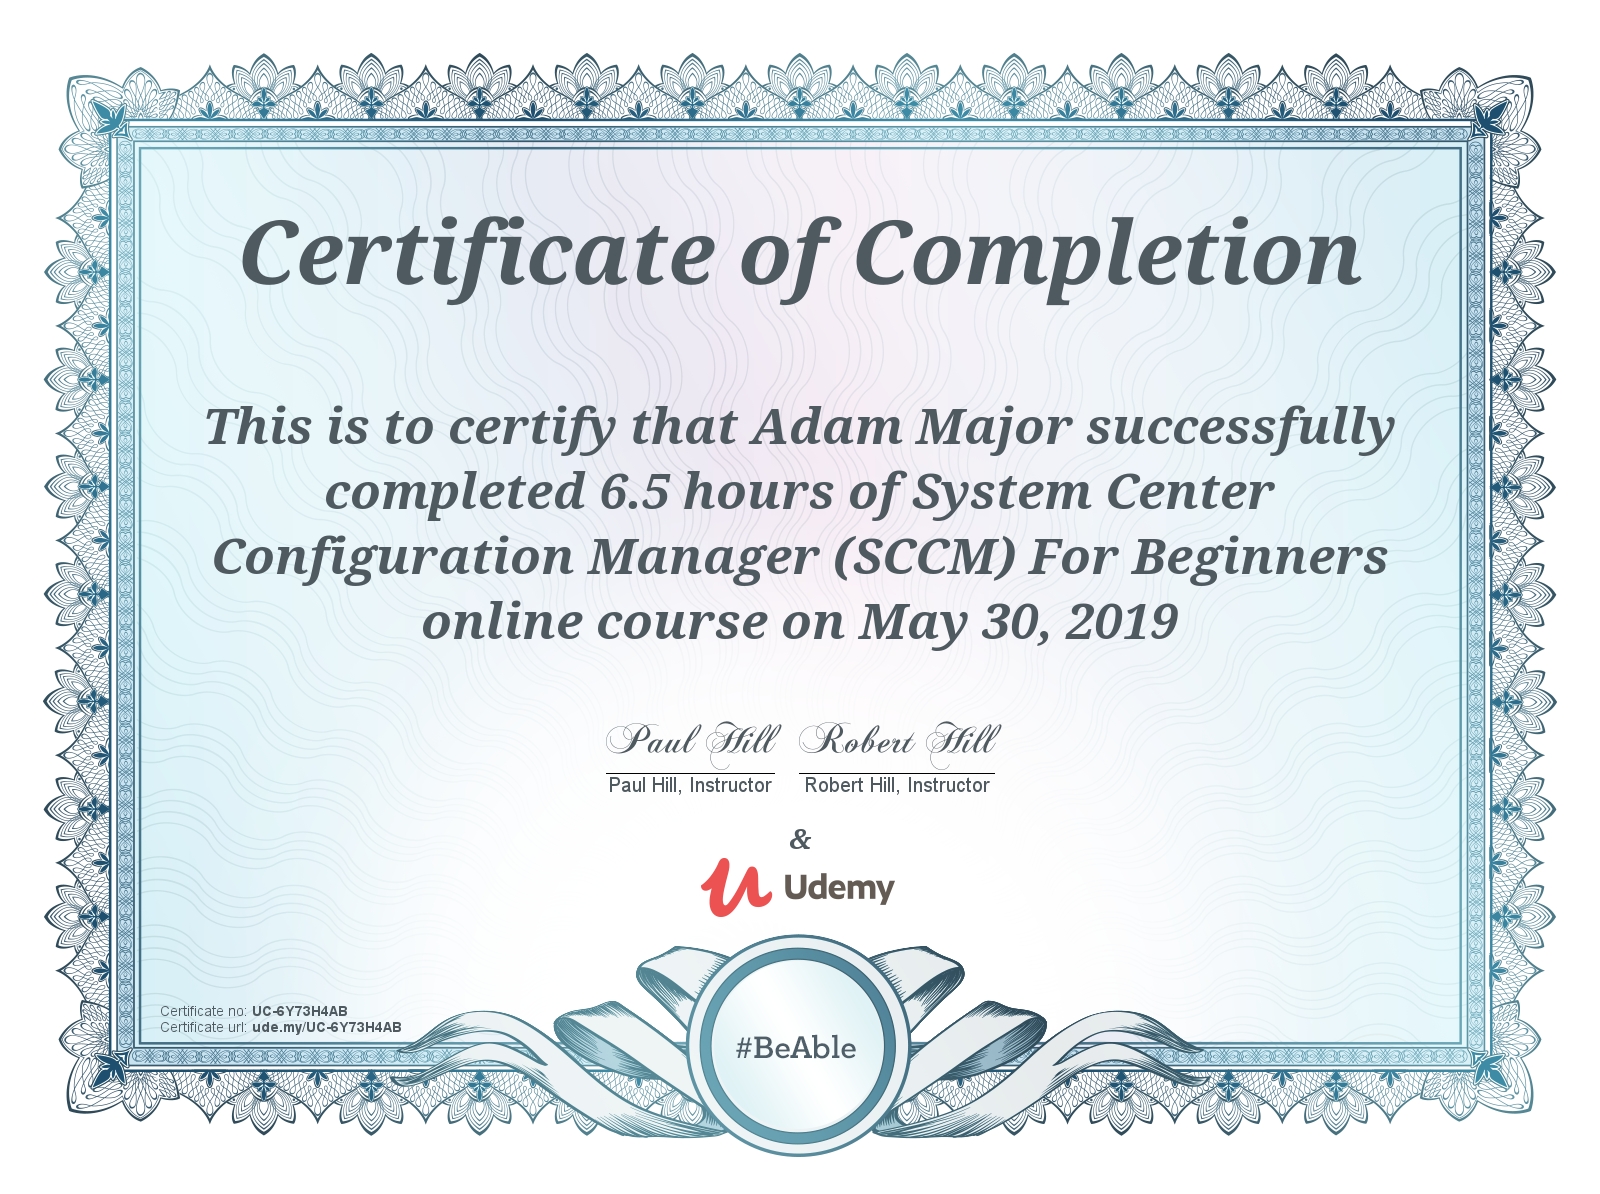 Certificate of Completion
This is to certify that Adam Major successfully
completed 6.5 hours of System Center
Configuration Manager (SCCM) For Beginners
online course on May 30, 2019
Paul Hill Robert Hill
Paul Hill, Instructor Robert Hill, Instructor
&
Udemy
Certificate no: UC-6Y73H4AB
Certificate url: ude.my/UC-6Y73H4AB
#BeAble